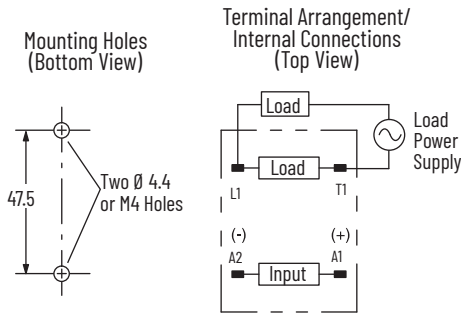 Mounting Holes
(Bottom View)
47.5
Two Ø 4.4
or M4 Holes
Terminal Arrangement/
Internal Connections
(Top View)
Load
Load
Power
Supply
Load
L1
T1
(-)
(+)
A2
A1
Input